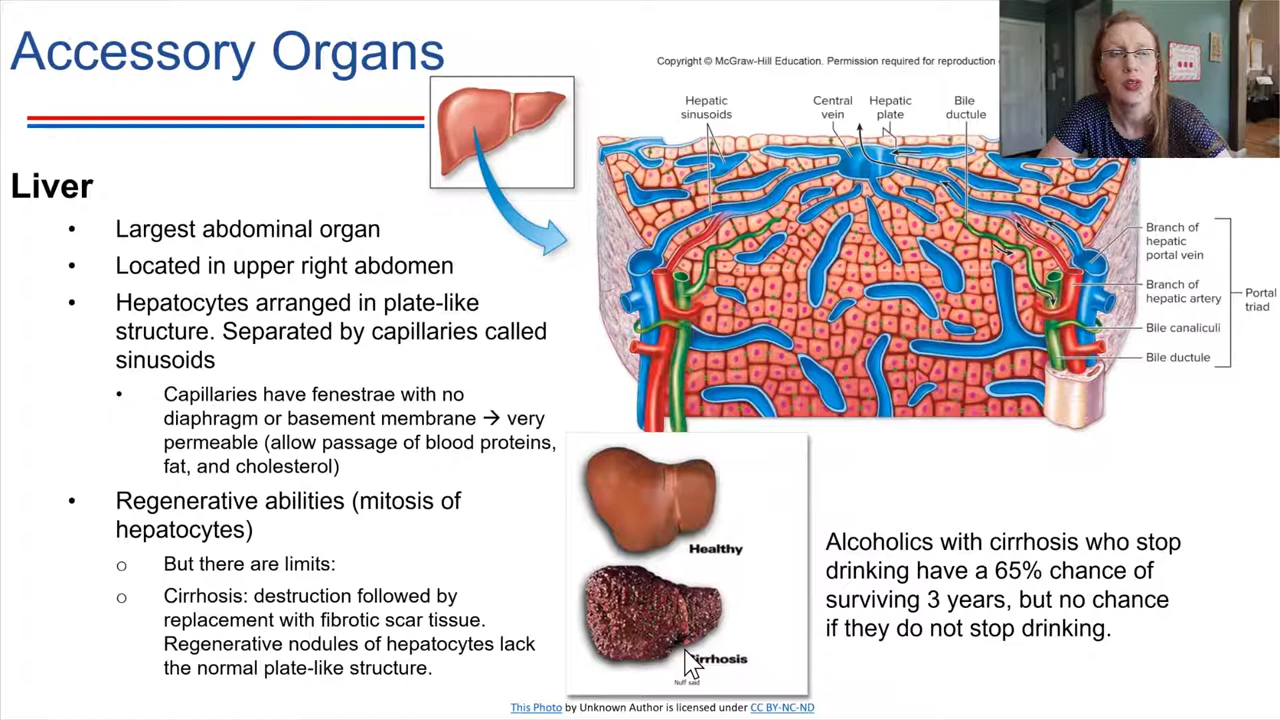 Accessory Organs
Copyright © McGraw-Hill Education. Permission required for reproduction
Hepatic
sinusoids
Central
vein
Hepatic
plate
Bile
ductule
Liver
• Largest abdominal organ
• Located in upper right abdomen
• Hepatocytes arranged in plate-like
structure. Separated by capillaries called
sinusoids
• Capillaries have fenestrae with no
diaphragm or basement membrane → very
permeable (allow passage of blood proteins,
fat, and cholesterol)
• Regenerative abilities (mitosis of
hepatocytes)
o But there are limits:
o Cirrhosis: destruction followed by
replacement with fibrotic scar tissue.
Regenerative nodules of hepatocytes lack
the normal plate-like structure.
Branch of
hepatic
portal vein
Branch of
hepatic artery
Bile canaliculi
Bile ductule
Portal
triad
Healthy
Cirrhosis
Nuff said
Alcoholics with cirrhosis who stop
drinking have a 65% chance of
surviving 3 years, but no chance
if they do not stop drinking.
This Photo by Unknown Author is licensed under CC BY-NC-ND